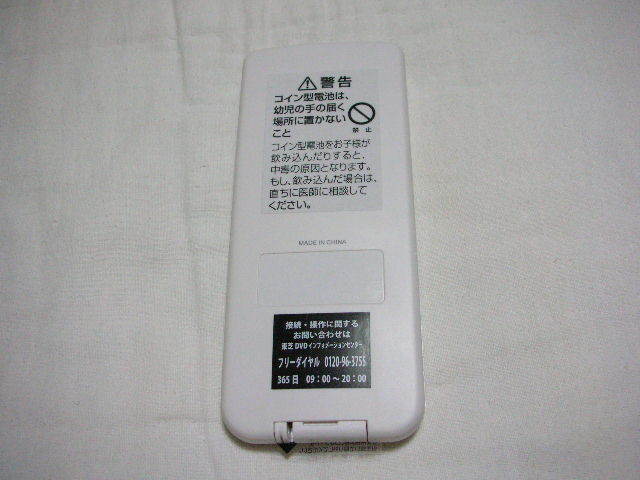 警告
コイン型電池は、
幼児の手の届く
場所に置かない
こと
禁止
コイン型電池をお子様が
飲み込んだりすると、
中毒の原因となります。
もし、飲み込んだ場合は、
直ちに医師に相談して
ください。
MADE IN CHINA
接続・操作に関する
お問い合わせは
東芝DVDインフォメーションセンター
フリーダイヤル 0120-96-3755
365日 09:00~20:00